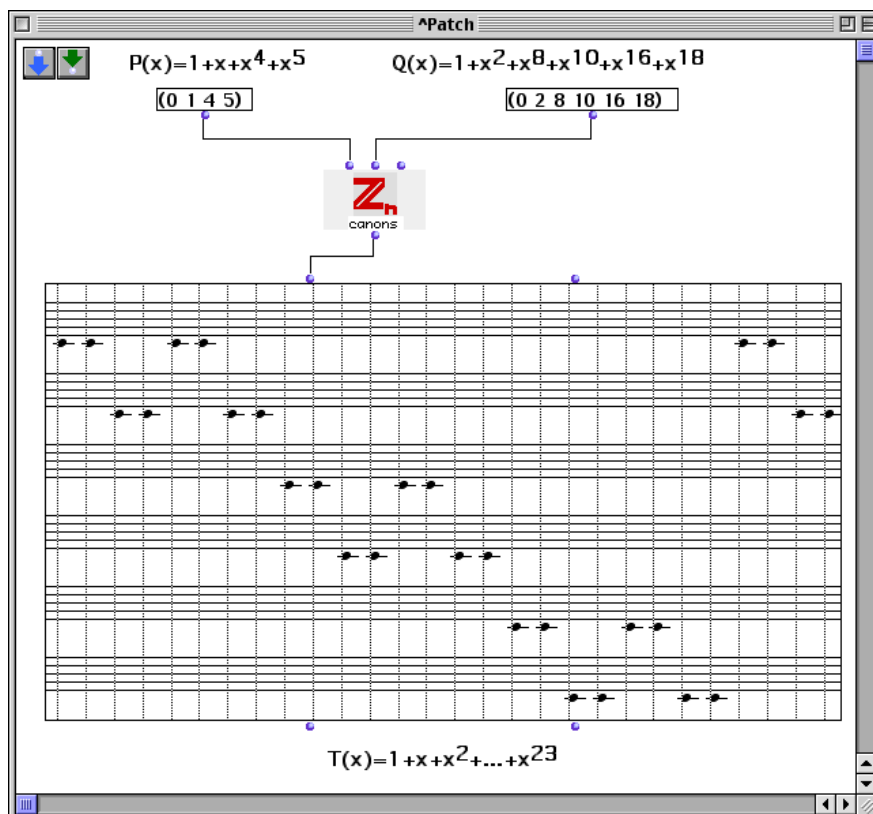 ^Patch
P(x)=1+x+x⁴+x⁵ Q(x)=1+x²+x⁸+x¹⁰+x¹⁶+x¹⁸
(0 1 4 5) (0 2 8 10 16 18)
Zn
canons
T(x)=1+x+x²+...+x²³